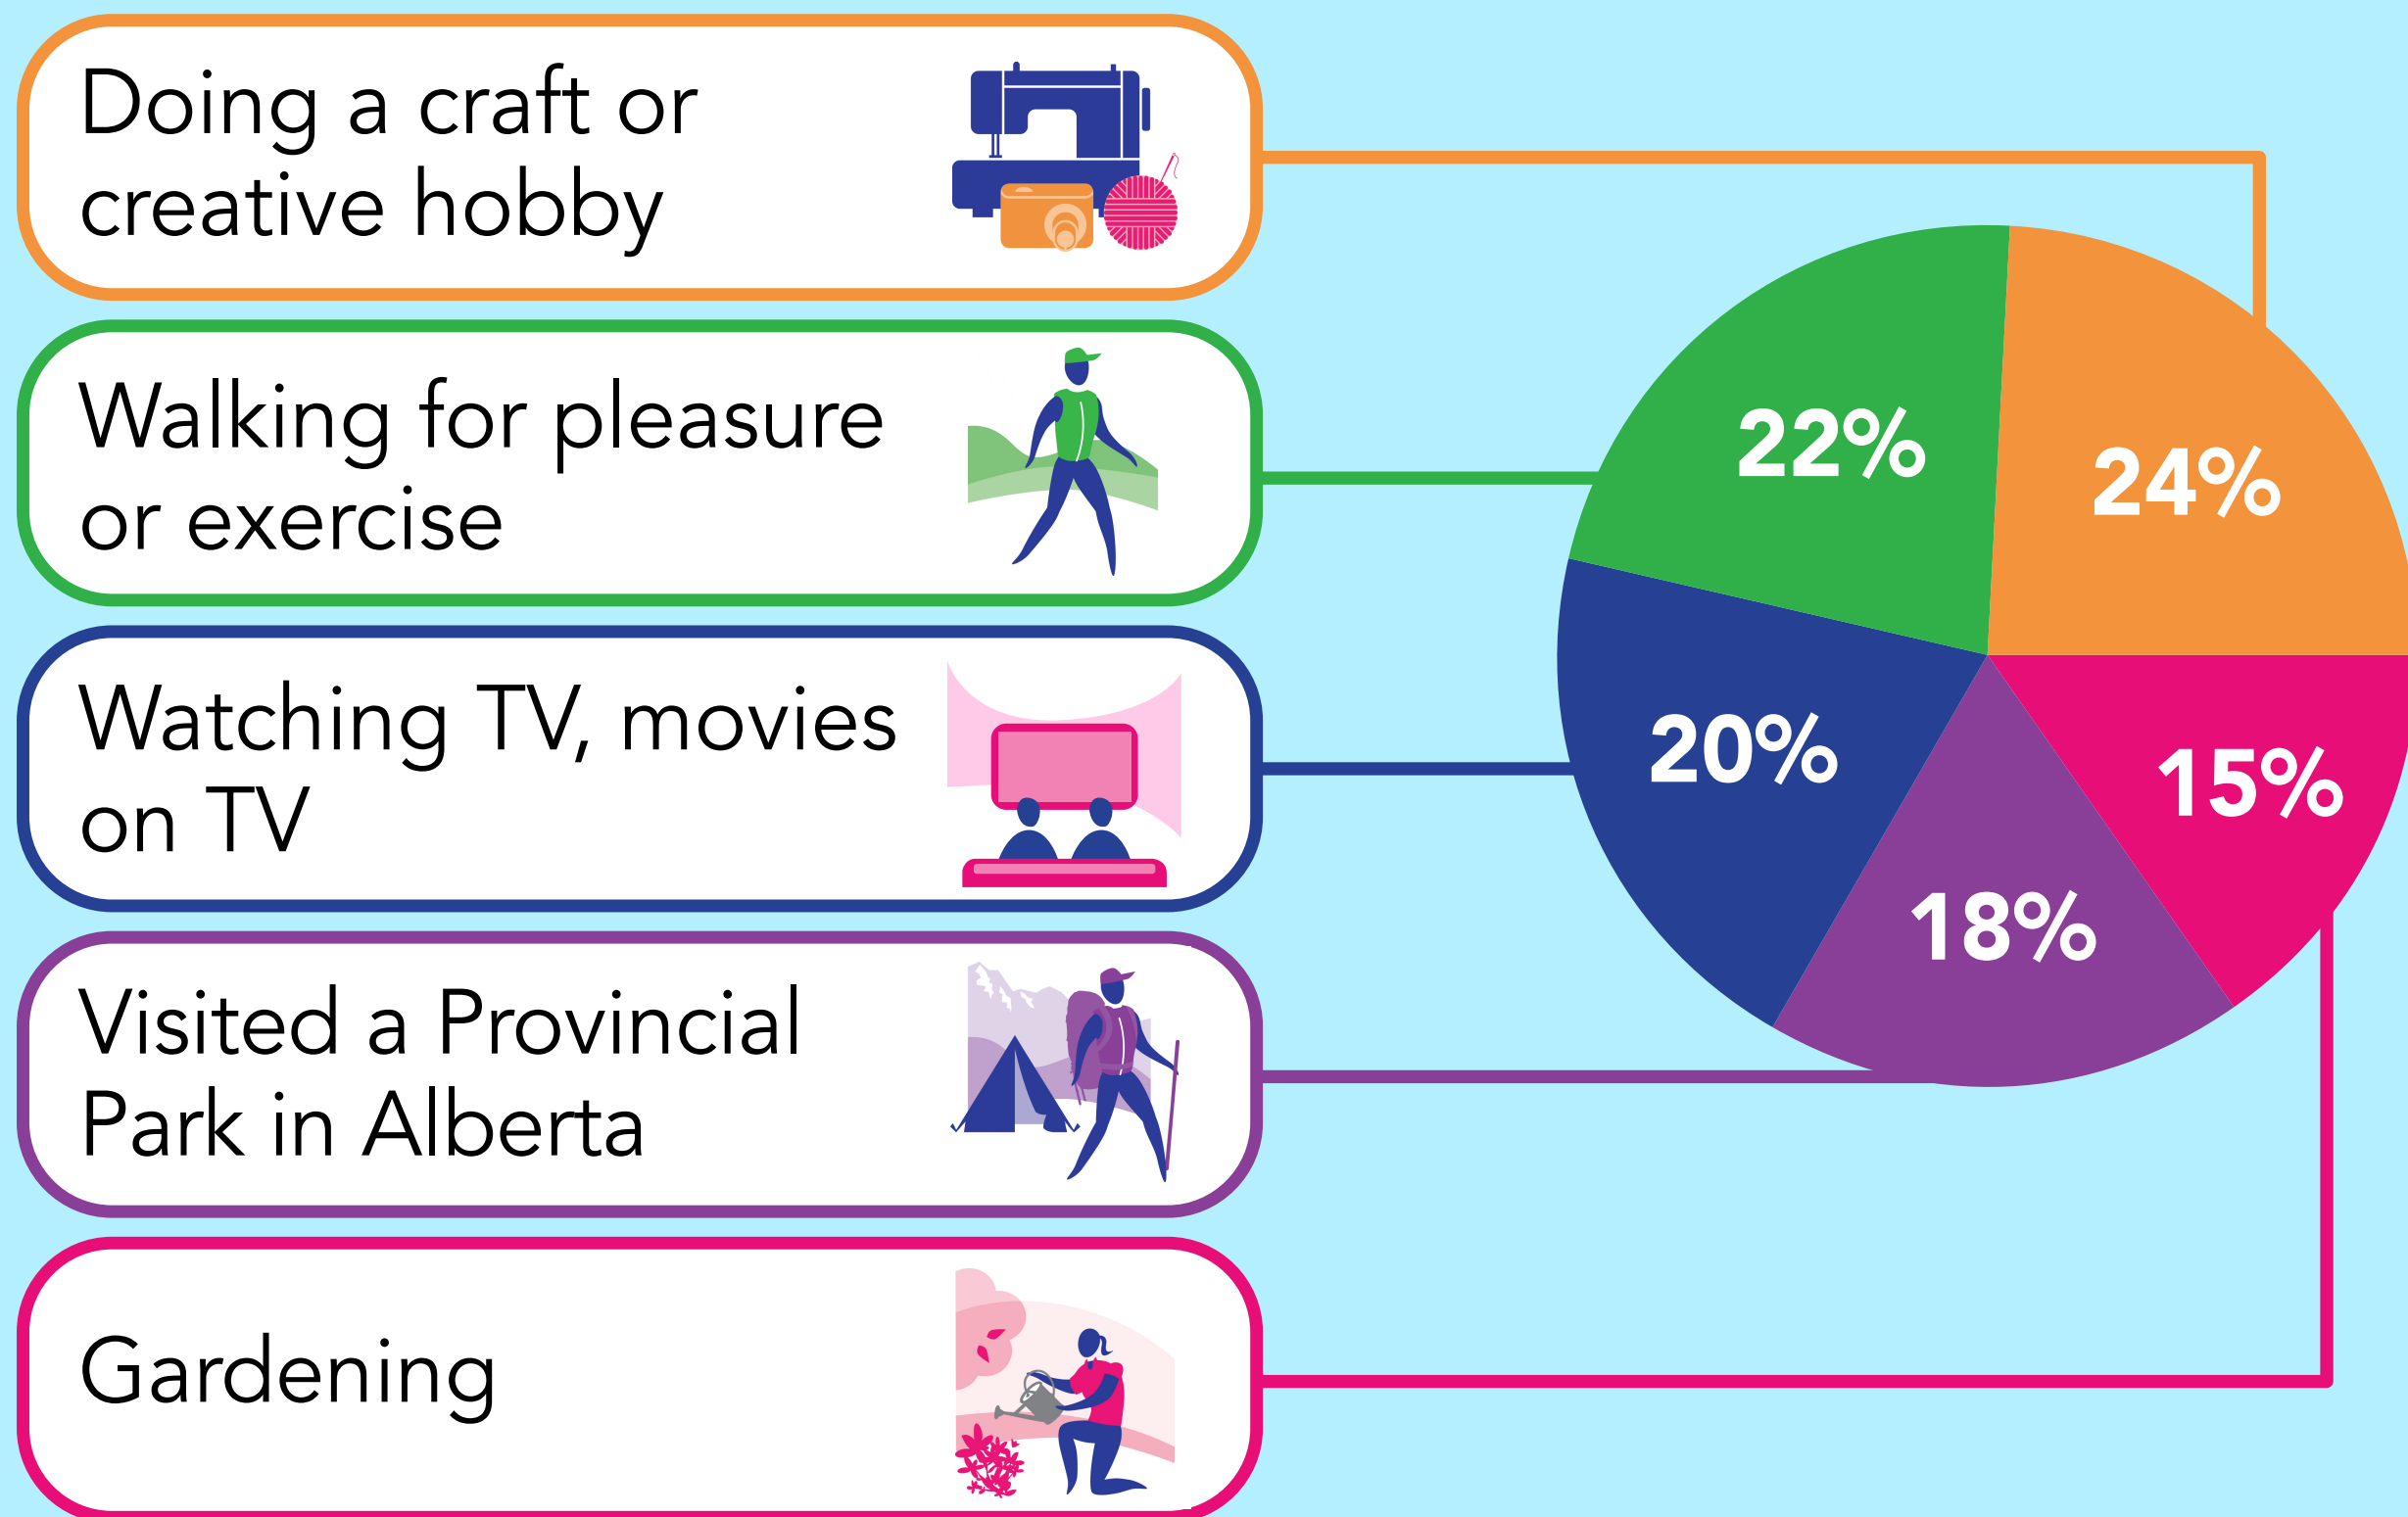 Doing a craft or
creative hobby
Walking for pleasure
or exercise
Watching TV, movies
on TV
Visited a Provincial
Park in Alberta
Gardening
22%
24%
20%
15%
18%